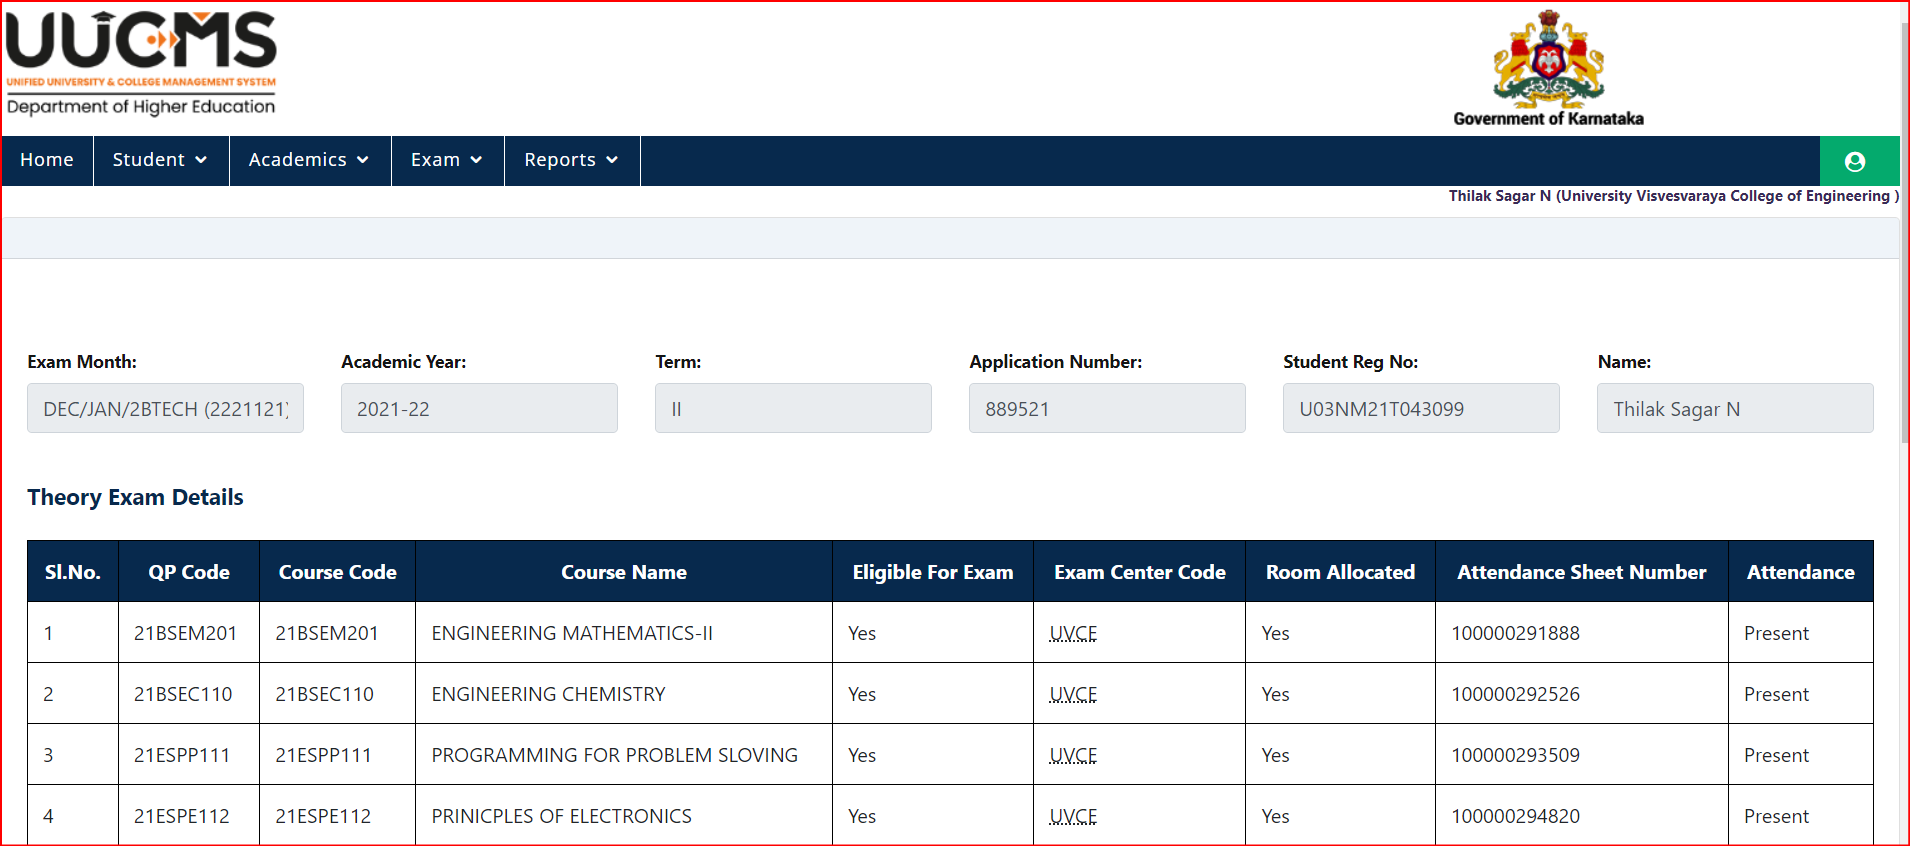 UUCMS
UNIFIED UNIVERSITY & COLLEGE MANAGEMENT SYSTEM
Department of Higher Education
Government of Karnataka
Home Student Academics Exam Reports
Thilak Sagar N (University Visvesvaraya College of Engineering )
Exam Month: Academic Year: Term: Application Number: Student Reg No: Name:
DEC/JAN/2BTECH (2221121) 2021-22 II 889521 U03NM21T043099 Thilak Sagar N
Theory Exam Details
Sl.No. QP Code Course Code Course Name Eligible For Exam Exam Center Code Room Allocated Attendance Sheet Number Attendance
1 21BSEM201 21BSEM201 ENGINEERING MATHEMATICS-II Yes UVCE Yes 100000291888 Present
2 21BSEC110 21BSEC110 ENGINEERING CHEMISTRY Yes UVCE Yes 100000292526 Present
3 21ESPP111 21ESPP111 PROGRAMMING FOR PROBLEM SLOVING Yes UVCE Yes 100000293509 Present
4 21ESPE112 21ESPE112 PRINICPLES OF ELECTRONICS Yes UVCE Yes 100000294820 Present